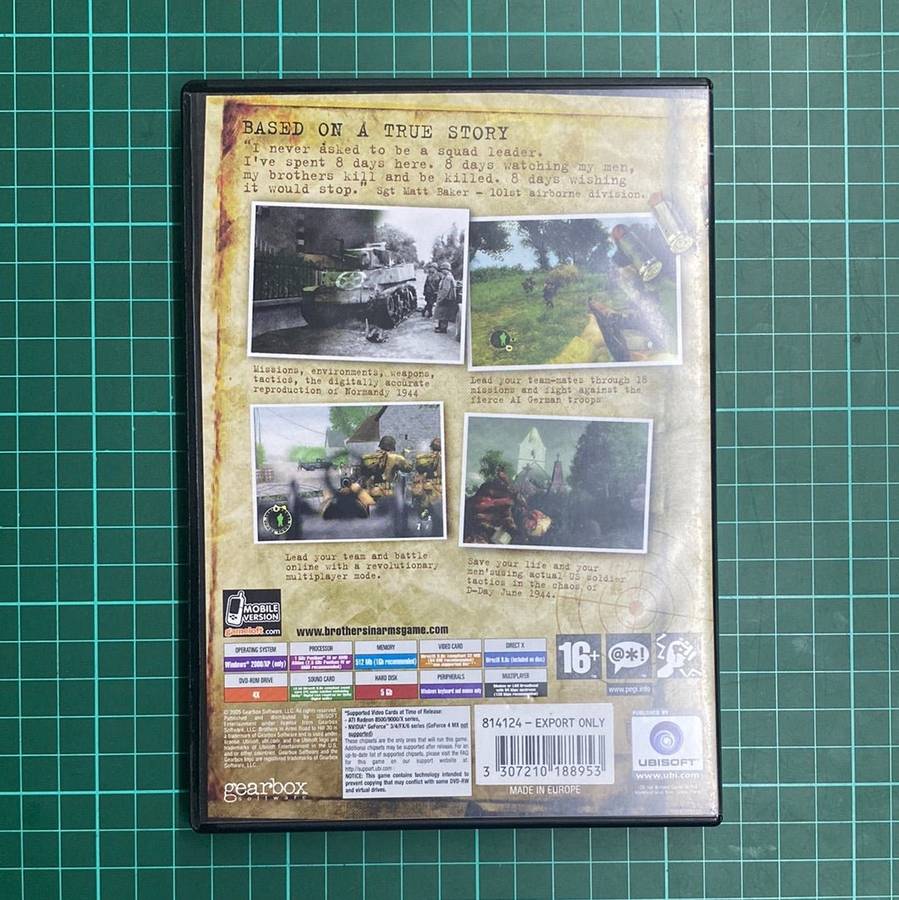 BASED ON A TRUE STORY
"I never asked to be a squad leader.
I've spent 8 days here. 8 days watching my men,
my brothers kill and be killed. 8 days wishing
it would stop." Sgt Matt Baker - 101st airborne division.
Missions, environments, weapons,
tactics, the digitally accurate
reproduction of Normandy 1944
Lead your team-mates through 18
missions and fight against the
fierce AI German troops
Lead your team and battle
online with a revolutionary
multiplayer mode.
Save your life and your
men'susing actual US soldier
tactics in the chaos of
D-Day June 1944.
MOBILE
VERSION
gameloft.com
www.brothersinarmsgame.com
OPERATING SYSTEM
PROCESSOR
MEMORY
VIDEO CARD
DIRECT X
Windows® 2000/XP (only)
512 Mb (1Gb recommended)
DirectX 9.0c (included on disc)
DVD-ROM DRIVE
SOUND CARD
HARD DISK
PERIPHERALS
MULTIPLAYER
4X
5 Gb
Windows keyboard and mouse only
16+
@*!
www.pegi.info
© 2005 Gearbox Software, LLC. All rights reserved.
Published and distributed by UBISOFT
*Supported Video Cards at Time of Release:
- ATI Radeon 8500/9000/X series,
- NVIDIA® GeForce™ 3/4/FX/6 series (GeForce 4 MX not
supported)
These chipsets are the only ones that will run this game.
Additional chipsets may be supported after release. For an
up-to-date list of supported chipsets, please visit the FAQ
for this game on our support website at
http://support.ubi.com
NOTICE: This game contains technology intended to
prevent copying that may conflict with some DVD-RW
and virtual drives.
814124 - EXPORT ONLY
3 307210 188953
MADE IN EUROPE
PUBLISHED BY
UBISOFT
www.ubi.com
gearbox
software